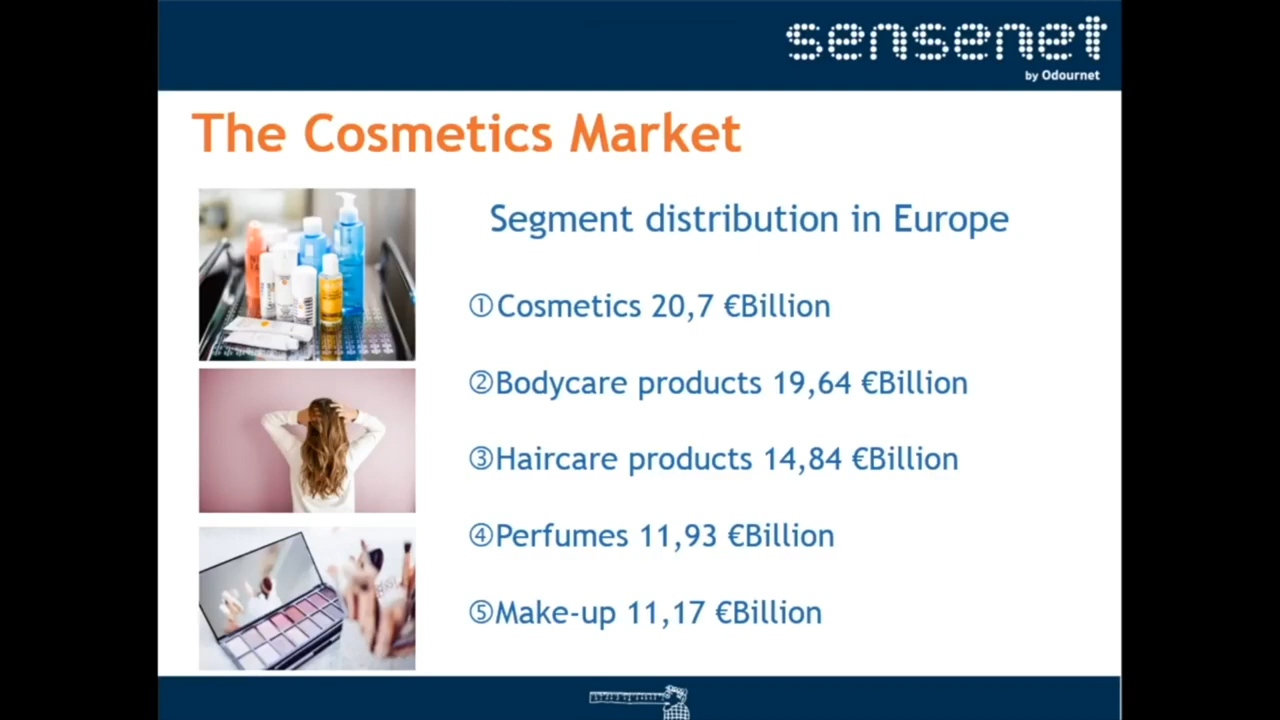 sensenet
by Odournet
The Cosmetics Market
Segment distribution in Europe
①Cosmetics 20,7 €Billion
②Bodycare products 19,64 €Billion
③Haircare products 14,84 €Billion
④Perfumes 11,93 €Billion
⑤Make-up 11,17 €Billion